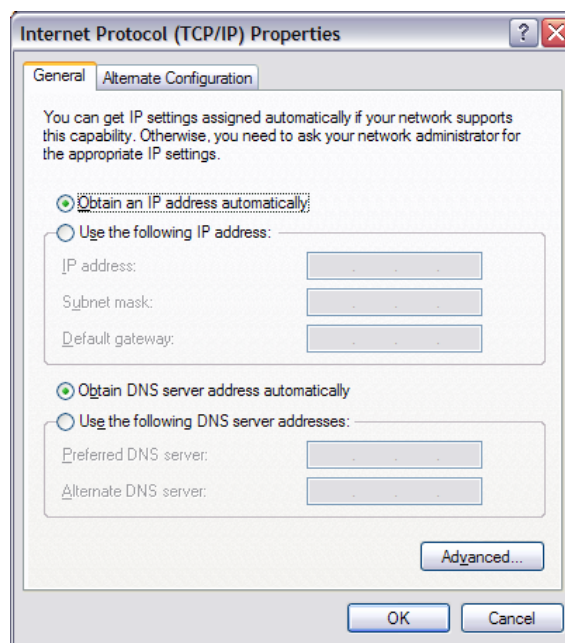 Internet Protocol (TCP/IP) Properties
General
Alternate Configuration
You can get IP settings assigned automatically if your network supports
this capability. Otherwise, you need to ask your network administrator for
the appropriate IP settings.
Obtain an IP address automatically
Use the following IP address:
IP address:
Subnet mask:
Default gateway:
Obtain DNS server address automatically
Use the following DNS server addresses:
Preferred DNS server:
Alternate DNS server:
Advanced...
OK
Cancel